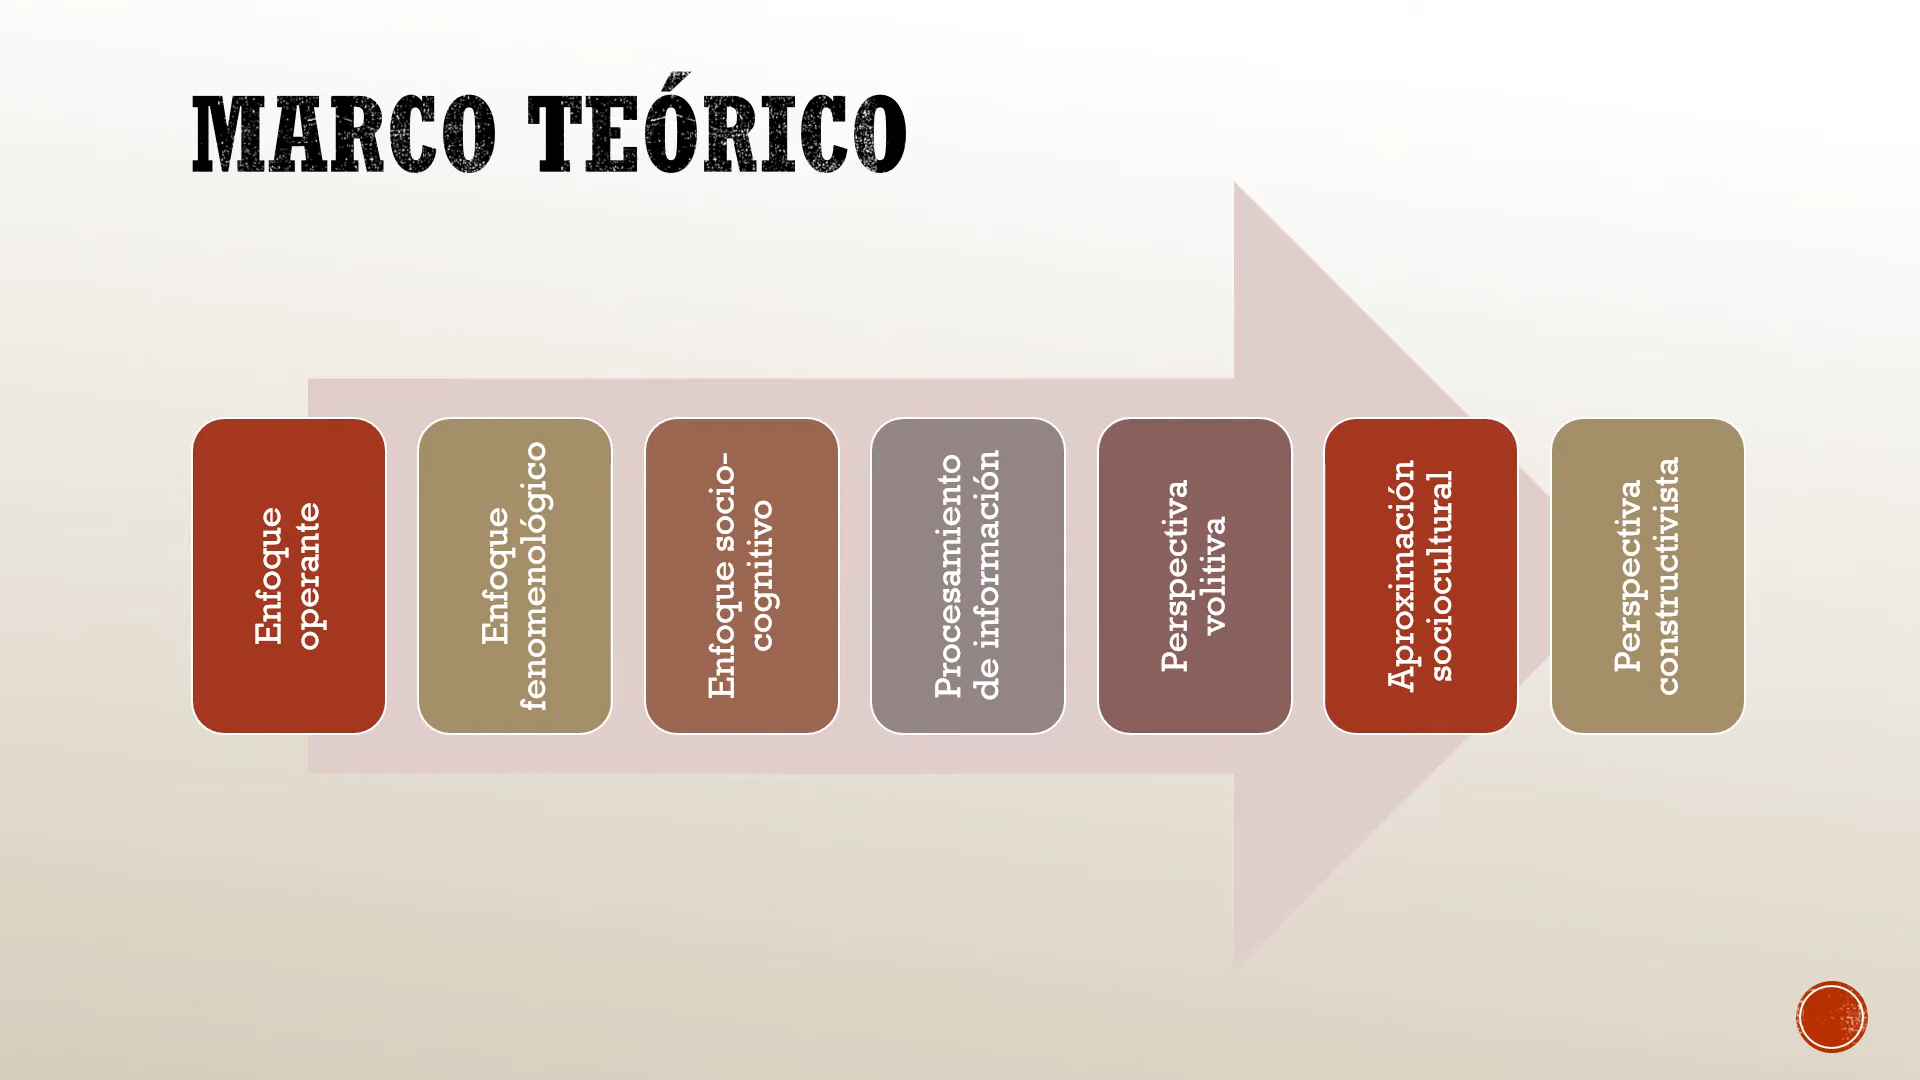 MARCO TEÓRICO
Enfoque
operante
Enfoque
fenomenológico
Enfoque socio-
cognitivo
Procesamiento
de información
Perspectiva
volitiva
Aproximación
sociocultural
Perspectiva
constructivista